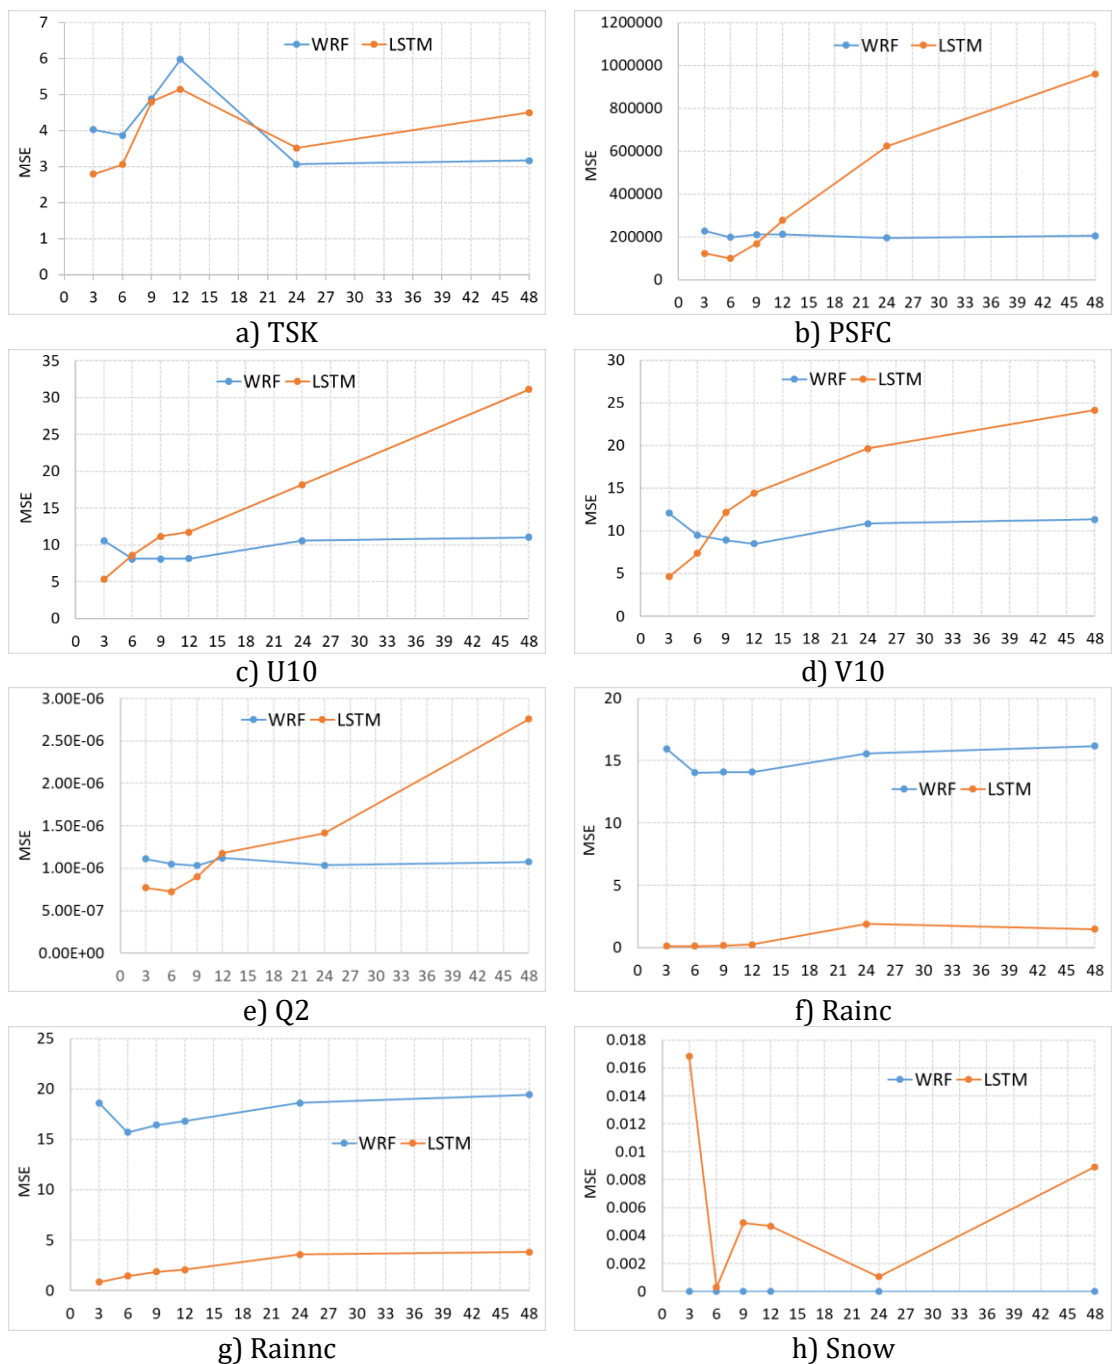 WRF LSTM
7
6
5
4
3
2
1
0
MSE
0 3 6 9 12 15 18 21 24 27 30 33 36 39 42 45 48
a) TSK
WRF LSTM
1200000
1000000
800000
600000
400000
200000
0
MSE
0 3 6 9 12 15 18 21 24 27 30 33 36 39 42 45 48
b) PSFC
WRF LSTM
35
30
25
20
15
10
5
0
MSE
0 3 6 9 12 15 18 21 24 27 30 33 36 39 42 45 48
c) U10
WRF LSTM
30
25
20
15
10
5
0
MSE
0 3 6 9 12 15 18 21 24 27 30 33 36 39 42 45 48
d) V10
WRF LSTM
3.00E-06
2.50E-06
2.00E-06
1.50E-06
1.00E-06
5.00E-07
0.00E+00
MSE
0 3 6 9 12 15 18 21 24 27 30 33 36 39 42 45 48
e) Q2
WRF LSTM
20
15
10
5
0
MSE
0 3 6 9 12 15 18 21 24 27 30 33 36 39 42 45 48
f) Rainc
WRF LSTM
25
20
15
10
5
0
MSE
0 3 6 9 12 15 18 21 24 27 30 33 36 39 42 45 48
g) Rainnc
WRF LSTM
0.018
0.016
0.014
0.012
0.01
0.008
0.006
0.004
0.002
0
MSE
0 3 6 9 12 15 18 21 24 27 30 33 36 39 42 45 48
h) Snow